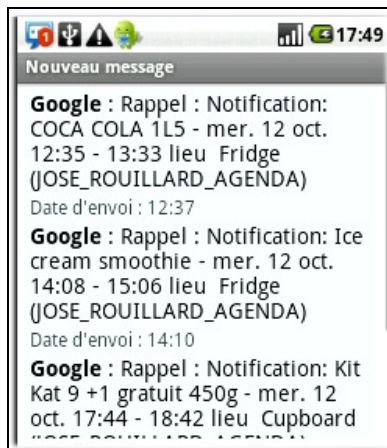 1
17:49
Nouveau message
Google : Rappel : Notification:
COCA COLA 1L5 - mer. 12 oct.
12:35 - 13:33 lieu  Fridge
(JOSE_ROUILLARD_AGENDA)
Date d'envoi : 12:37
Google : Rappel : Notification: Ice
cream smoothie - mer. 12 oct.
14:08 - 15:06 lieu  Fridge
(JOSE_ROUILLARD_AGENDA)
Date d'envoi : 14:10
Google : Rappel : Notification: Kit
Kat 9 +1 gratuit 450g - mer. 12
oct. 17:44 - 18:42 lieu  Cupboard
(JOSE_ROUILLARD_AGENDA)